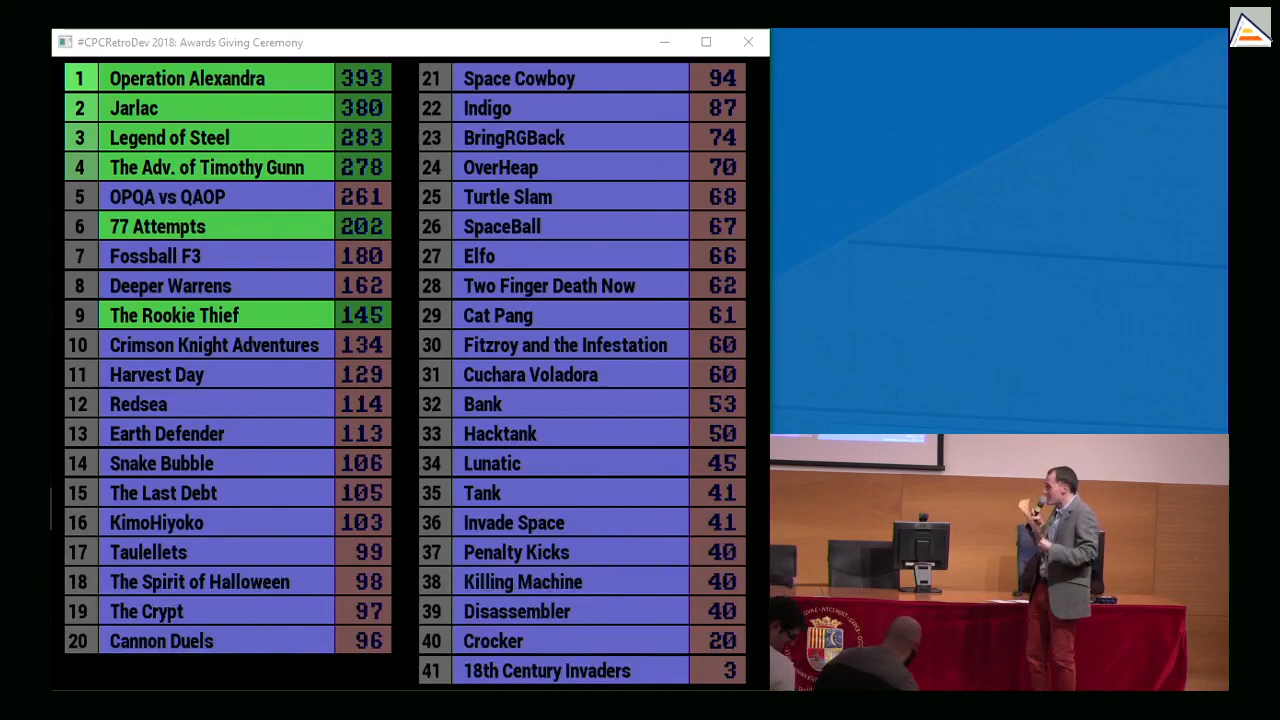 #CPCRetroDev 2018: Awards Giving Ceremony
1 Operation Alexandra 393
2 Jarlac 380
3 Legend of Steel 283
4 The Adv. of Timothy Gunn 278
5 OPQA vs QAOP 261
6 77 Attempts 202
7 Fossball F3 180
8 Deeper Warrens 162
9 The Rookie Thief 145
10 Crimson Knight Adventures 134
11 Harvest Day 129
12 Redsea 114
13 Earth Defender 113
14 Snake Bubble 106
15 The Last Debt 105
16 KimoHiyoko 103
17 Taulellets 99
18 The Spirit of Halloween 98
19 The Crypt 97
20 Cannon Duels 96
21 Space Cowboy 94
22 Indigo 87
23 BringRGBack 74
24 OverHeap 70
25 Turtle Slam 68
26 SpaceBall 67
27 Elfo 66
28 Two Finger Death Now 62
29 Cat Pang 61
30 Fitzroy and the Infestation 60
31 Cuchara Voladora 60
32 Bank 53
33 Hacktank 50
34 Lunatic 45
35 Tank 41
36 Invade Space 41
37 Penalty Kicks 40
38 Killing Machine 40
39 Disassembler 40
40 Crocker 20
41 18th Century Invaders 3